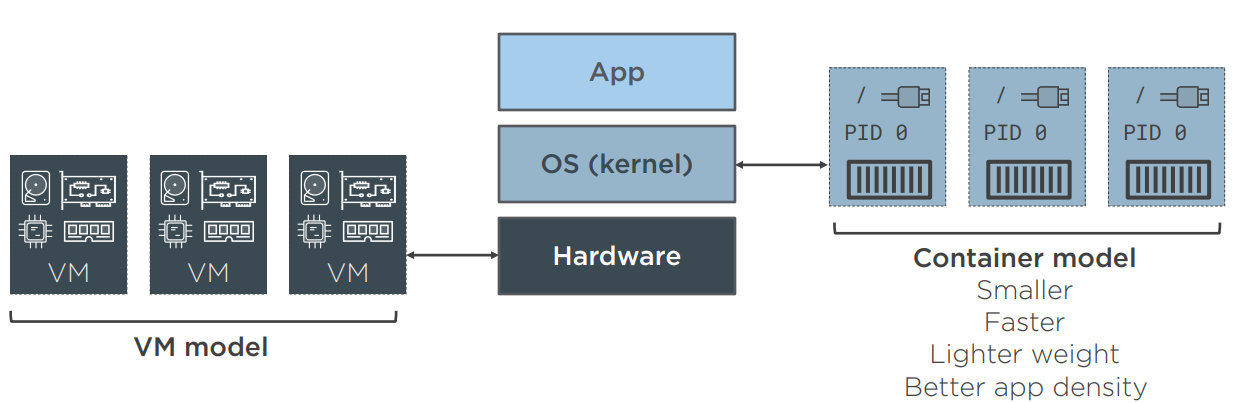 App
OS (kernel)
Hardware
VM
VM
VM
VM model
/
PID 0
/
PID 0
/
PID 0
Container model
Smaller
Faster
Lighter weight
Better app density